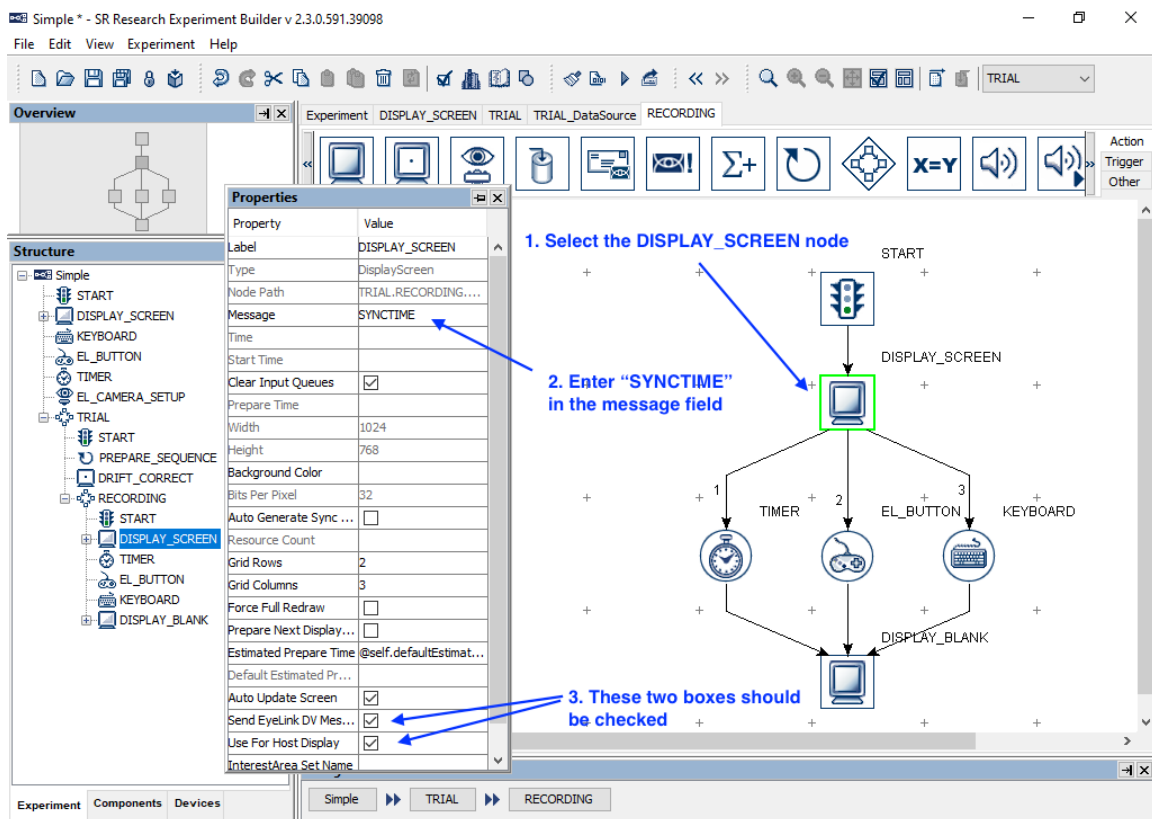 Simple * - SR Research Experiment Builder v 2.3.0.591.39098
File Edit View Experiment Help
TRIAL
Overview
Experiment DISPLAY_SCREEN TRIAL TRIAL_DataSource RECORDING
X=Y
Action
Trigger
Other
Structure
Simple
START
DISPLAY_SCREEN
KEYBOARD
EL_BUTTON
TIMER
EL_CAMERA_SETUP
TRIAL
START
PREPARE_SEQUENCE
DRIFT_CORRECT
RECORDING
START
DISPLAY_SCREEN
TIMER
EL_BUTTON
KEYBOARD
DISPLAY_BLANK
Experiment Components Devices
Properties
Property Value
Label DISPLAY_SCREEN
Type DisplayScreen
Node Path TRIAL.RECORDING....
Message SYNCTIME
Time
Start Time
Clear Input Queues
Prepare Time
Width 1024
Height 768
Background Color
Bits Per Pixel 32
Auto Generate Sync ...
Resource Count
Grid Rows 2
Grid Columns 3
Force Full Redraw
Prepare Next Display...
Estimated Prepare Time @self.defaultEstimat...
Default Estimated Pr...
Auto Update Screen
Send EyeLink DV Mes...
Use For Host Display
InterestArea Set Name
1. Select the DISPLAY_SCREEN node
2. Enter “SYNCTIME”
in the message field
3. These two boxes should
be checked
START
DISPLAY_SCREEN
1 2 3
TIMER EL_BUTTON KEYBOARD
DISPLAY_BLANK
Simple TRIAL RECORDING